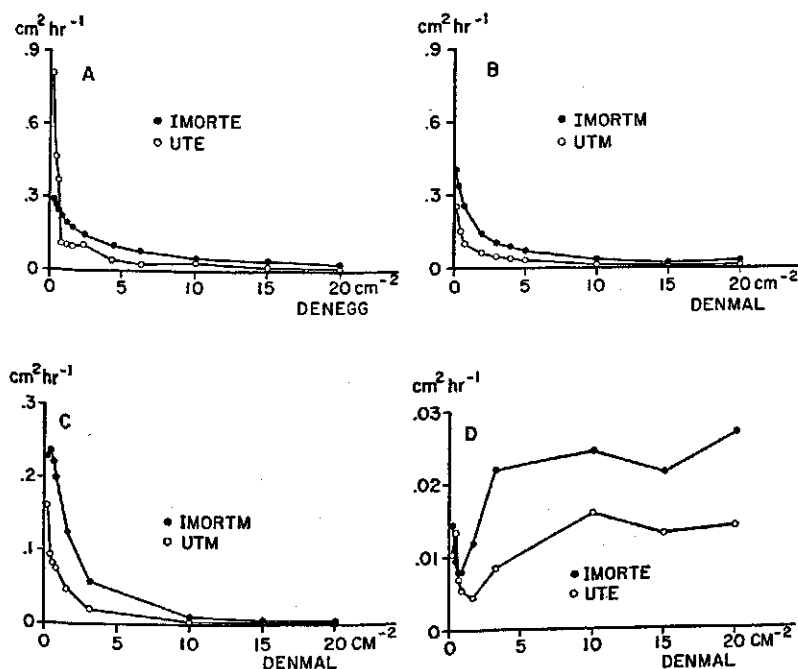 cm² hr⁻¹
.9
.6
.3
0
A
● IMORTE
○ UTE
0 5 10 15 20 cm⁻²
DENEGG
cm² hr⁻¹
.9
.6
.3
0
B
● IMORTM
○ UTM
0 5 10 15 20 cm⁻²
DENMAL
cm² hr⁻¹
.3
.2
.1
0
C
● IMORTM
○ UTM
0 5 10 15 20 CM⁻²
DENMAL
cm² hr⁻¹
.03
.02
.01
.00
D
● IMORTE
○ UTE
0 5 10 15 20 CM⁻²
DENMAL